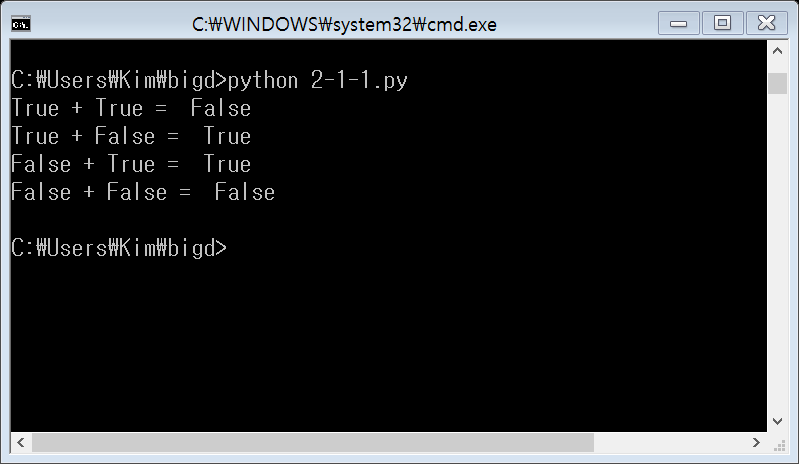 C:\WINDOWS₩system32₩cmd.exe
C:₩Users₩Kim₩bigd>python 2-1-1.py
True + True =  False
True + False =  True
False + True =  True
False + False =  False
C:₩Users₩Kim₩bigd>